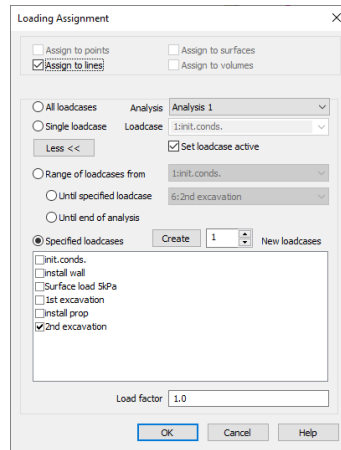 Loading Assignment
Assign to points
Assign to surfaces
Assign to lines
Assign to volumes
All loadcases
Analysis
Analysis 1
Single loadcase
Loadcase
1:init.conds.
Less <<
Set loadcase active
Range of loadcases from
1:init.conds.
Until specified loadcase
6:2nd excavation
Until end of analysis
Specified loadcases
Create
1
New loadcases
init.conds.
install wall
Surface load 5kPa
1st excavation
install prop
2nd excavation
Load factor
1.0
OK
Cancel
Help